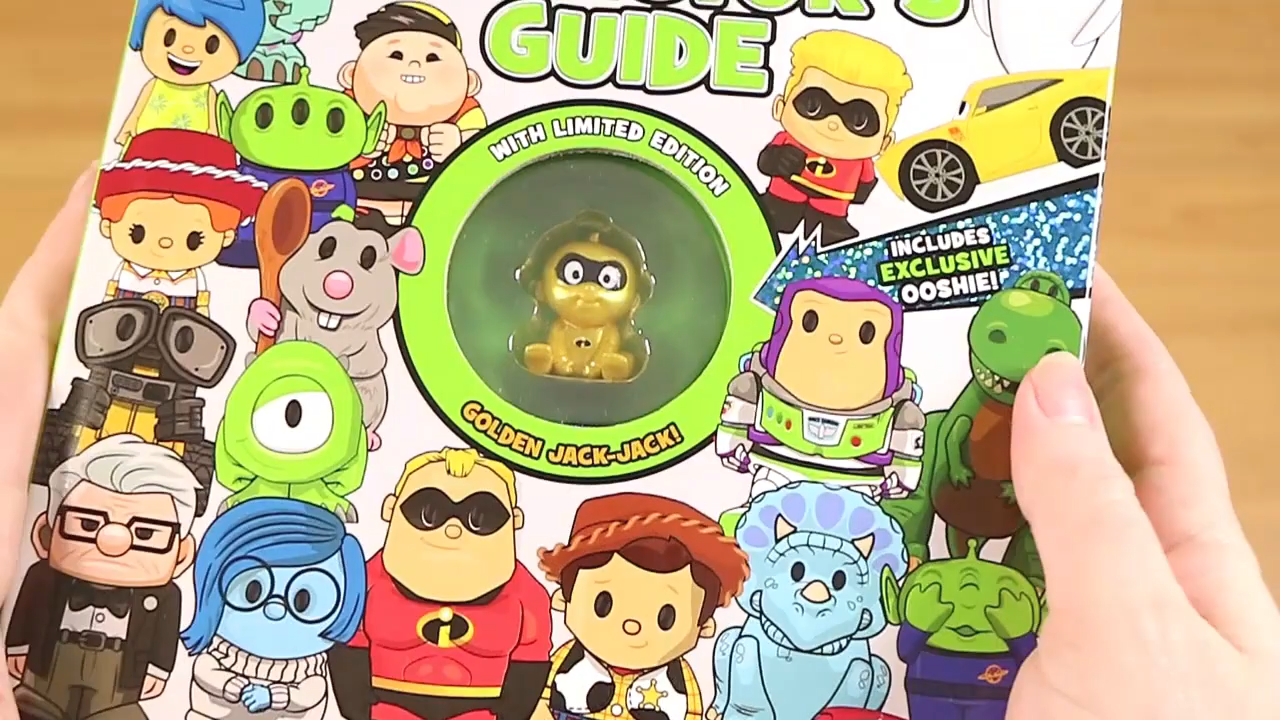 GUIDE
WITH LIMITED EDITION
INCLUDES
EXCLUSIVE
OOSHIE!
GOLDEN JACK-JACK!